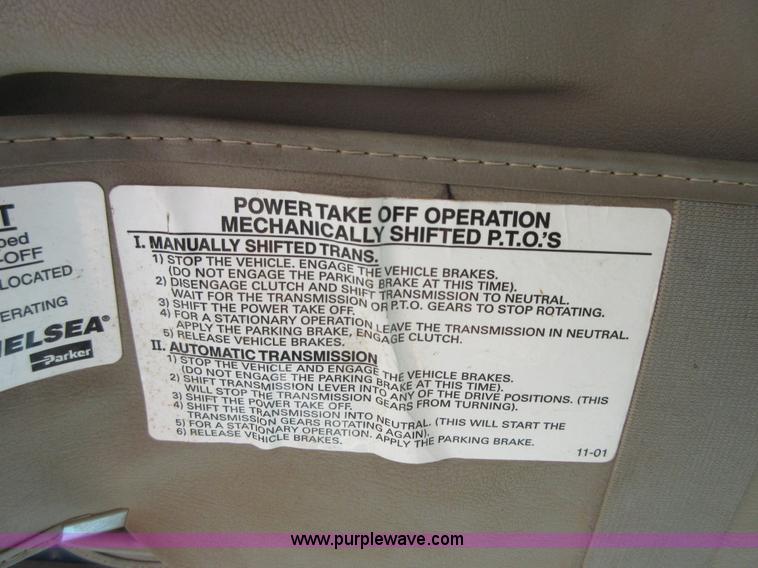 T
ped
-OFF
LOCATED
ERATING
ELSEA®
Parker
POWER TAKE OFF OPERATION
MECHANICALLY SHIFTED P.T.O.'S
I. MANUALLY SHIFTED TRANS.
1) STOP THE VEHICLE. ENGAGE THE VEHICLE BRAKES.
(DO NOT ENGAGE THE PARKING BRAKE AT THIS TIME).
2) DISENGAGE CLUTCH AND SHIFT TRANSMISSION TO NEUTRAL.
WAIT FOR THE TRANSMISSION OR P.T.O. GEARS TO STOP ROTATING.
3) SHIFT THE POWER TAKE OFF.
4) FOR A STATIONARY OPERATION LEAVE THE TRANSMISSION IN NEUTRAL.
APPLY THE PARKING BRAKE, ENGAGE CLUTCH.
5) RELEASE VEHICLE BRAKES.
II. AUTOMATIC TRANSMISSION
1) STOP THE VEHICLE AND ENGAGE THE VEHICLE BRAKES.
(DO NOT ENGAGE THE PARKING BRAKE AT THIS TIME).
2) SHIFT TRANSMISSION LEVER INTO ANY OF THE DRIVE POSITIONS. (THIS
WILL STOP THE TRANSMISSION GEARS FROM TURNING).
3) SHIFT THE POWER TAKE OFF.
4) SHIFT THE TRANSMISSION INTO NEUTRAL. (THIS WILL START THE
TRANSMISSION GEARS ROTATING AGAIN).
5) FOR A STATIONARY OPERATION. APPLY THE PARKING BRAKE.
6) RELEASE VEHICLE BRAKES.
11-01
www.purplewave.com